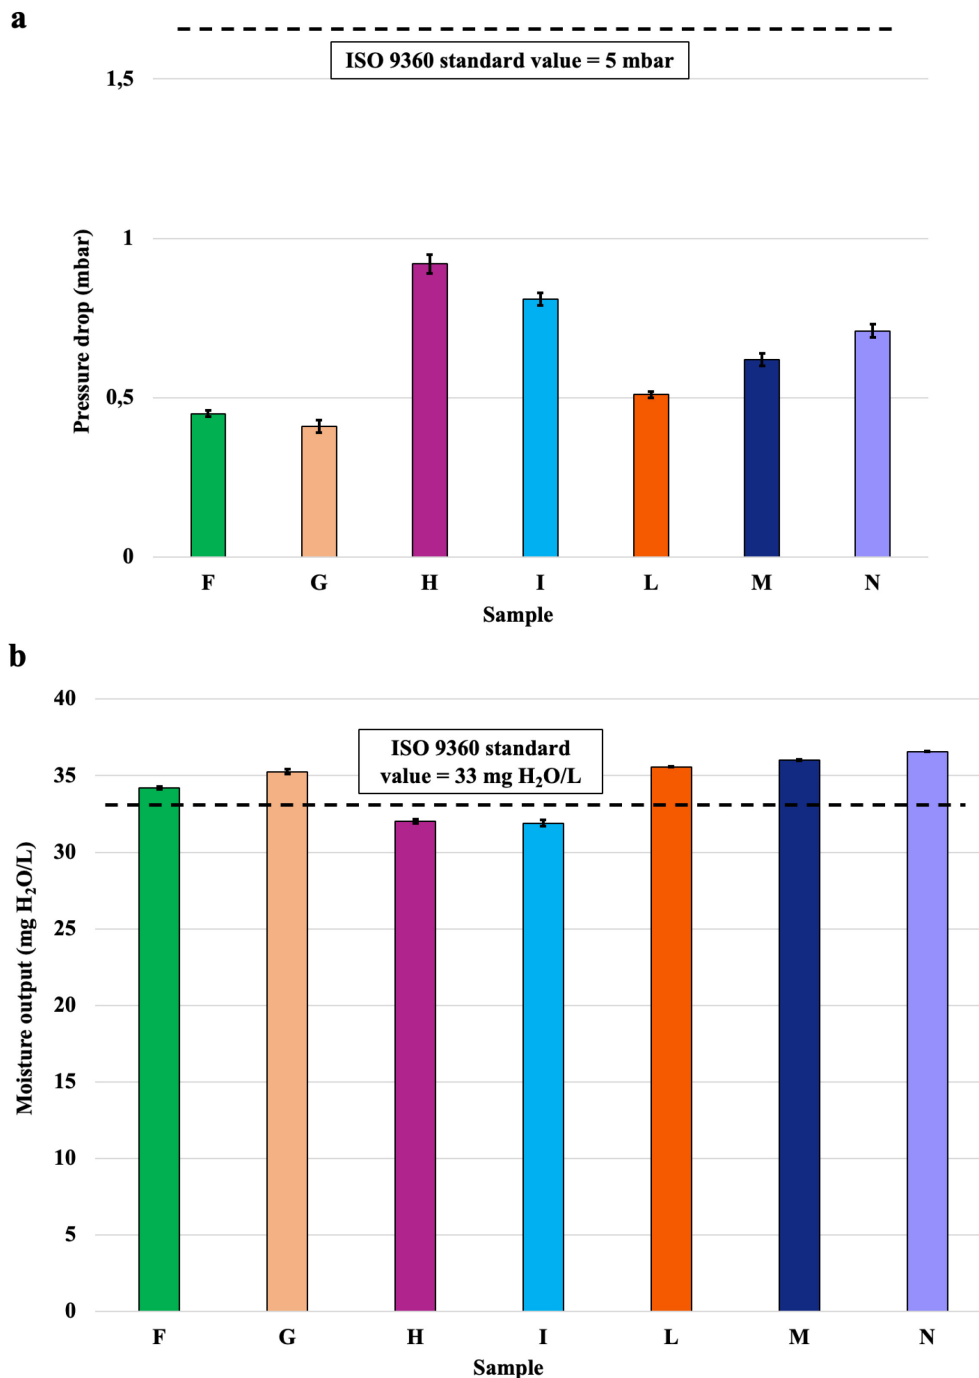 a
ISO 9360 standard value = 5 mbar
1,5
1
0,5
0
Pressure drop (mbar)
F G H I L M N
Sample
b
40
35
30
25
20
15
10
5
0
ISO 9360 standard
value = 33 mg H₂O/L
Moisture output (mg H₂O/L)
F G H I L M N
Sample